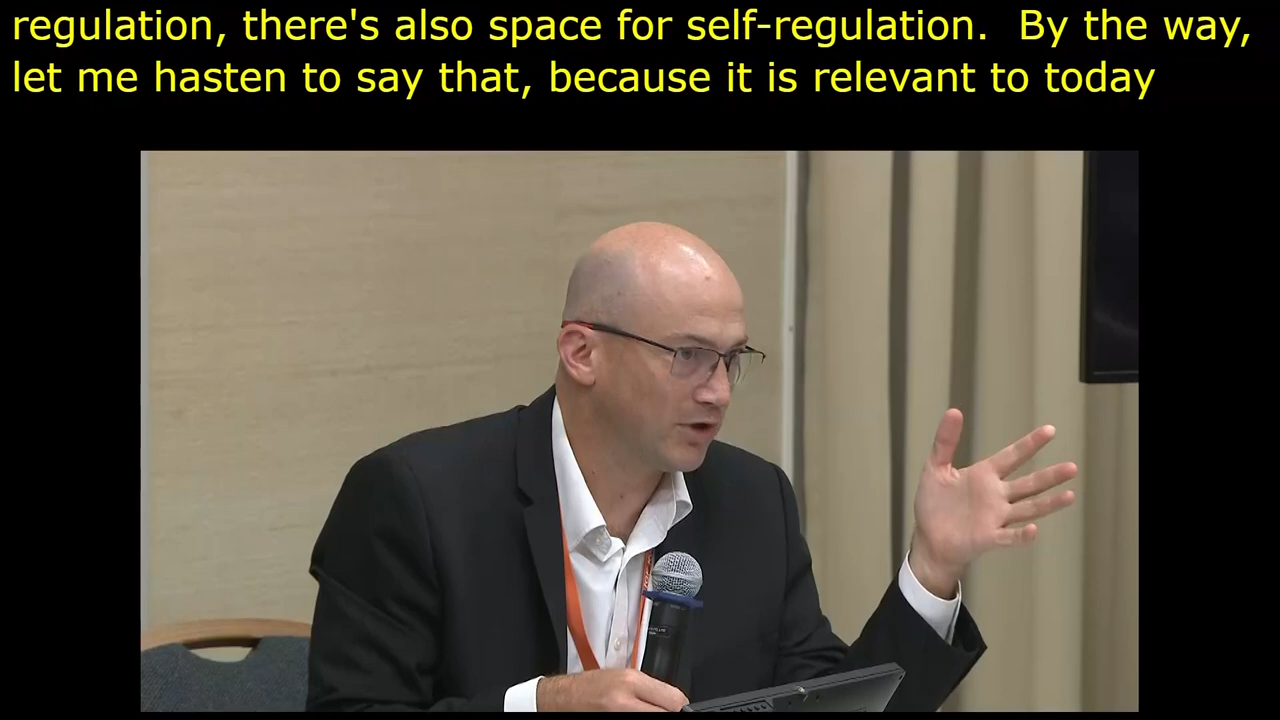 regulation, there's also space for self-regulation.  By the way,
let me hasten to say that, because it is relevant to today